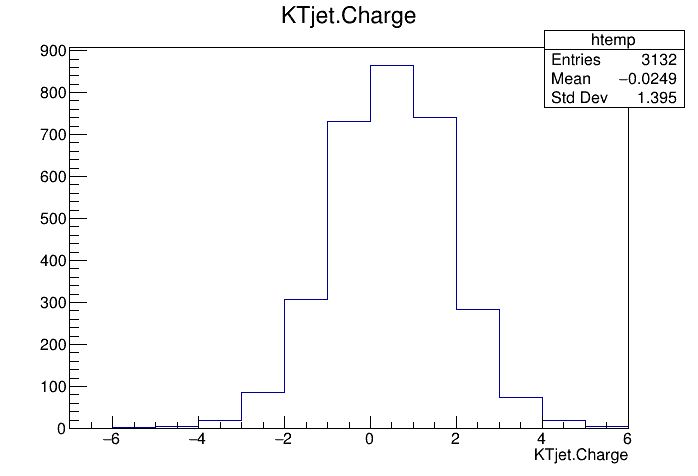 KTjet.Charge
htemp
Entries 3132
Mean −0.0249
Std Dev 1.395
900
800
700
600
500
400
300
200
100
0
−6 −4 −2 0 2 4 6
KTjet.Charge